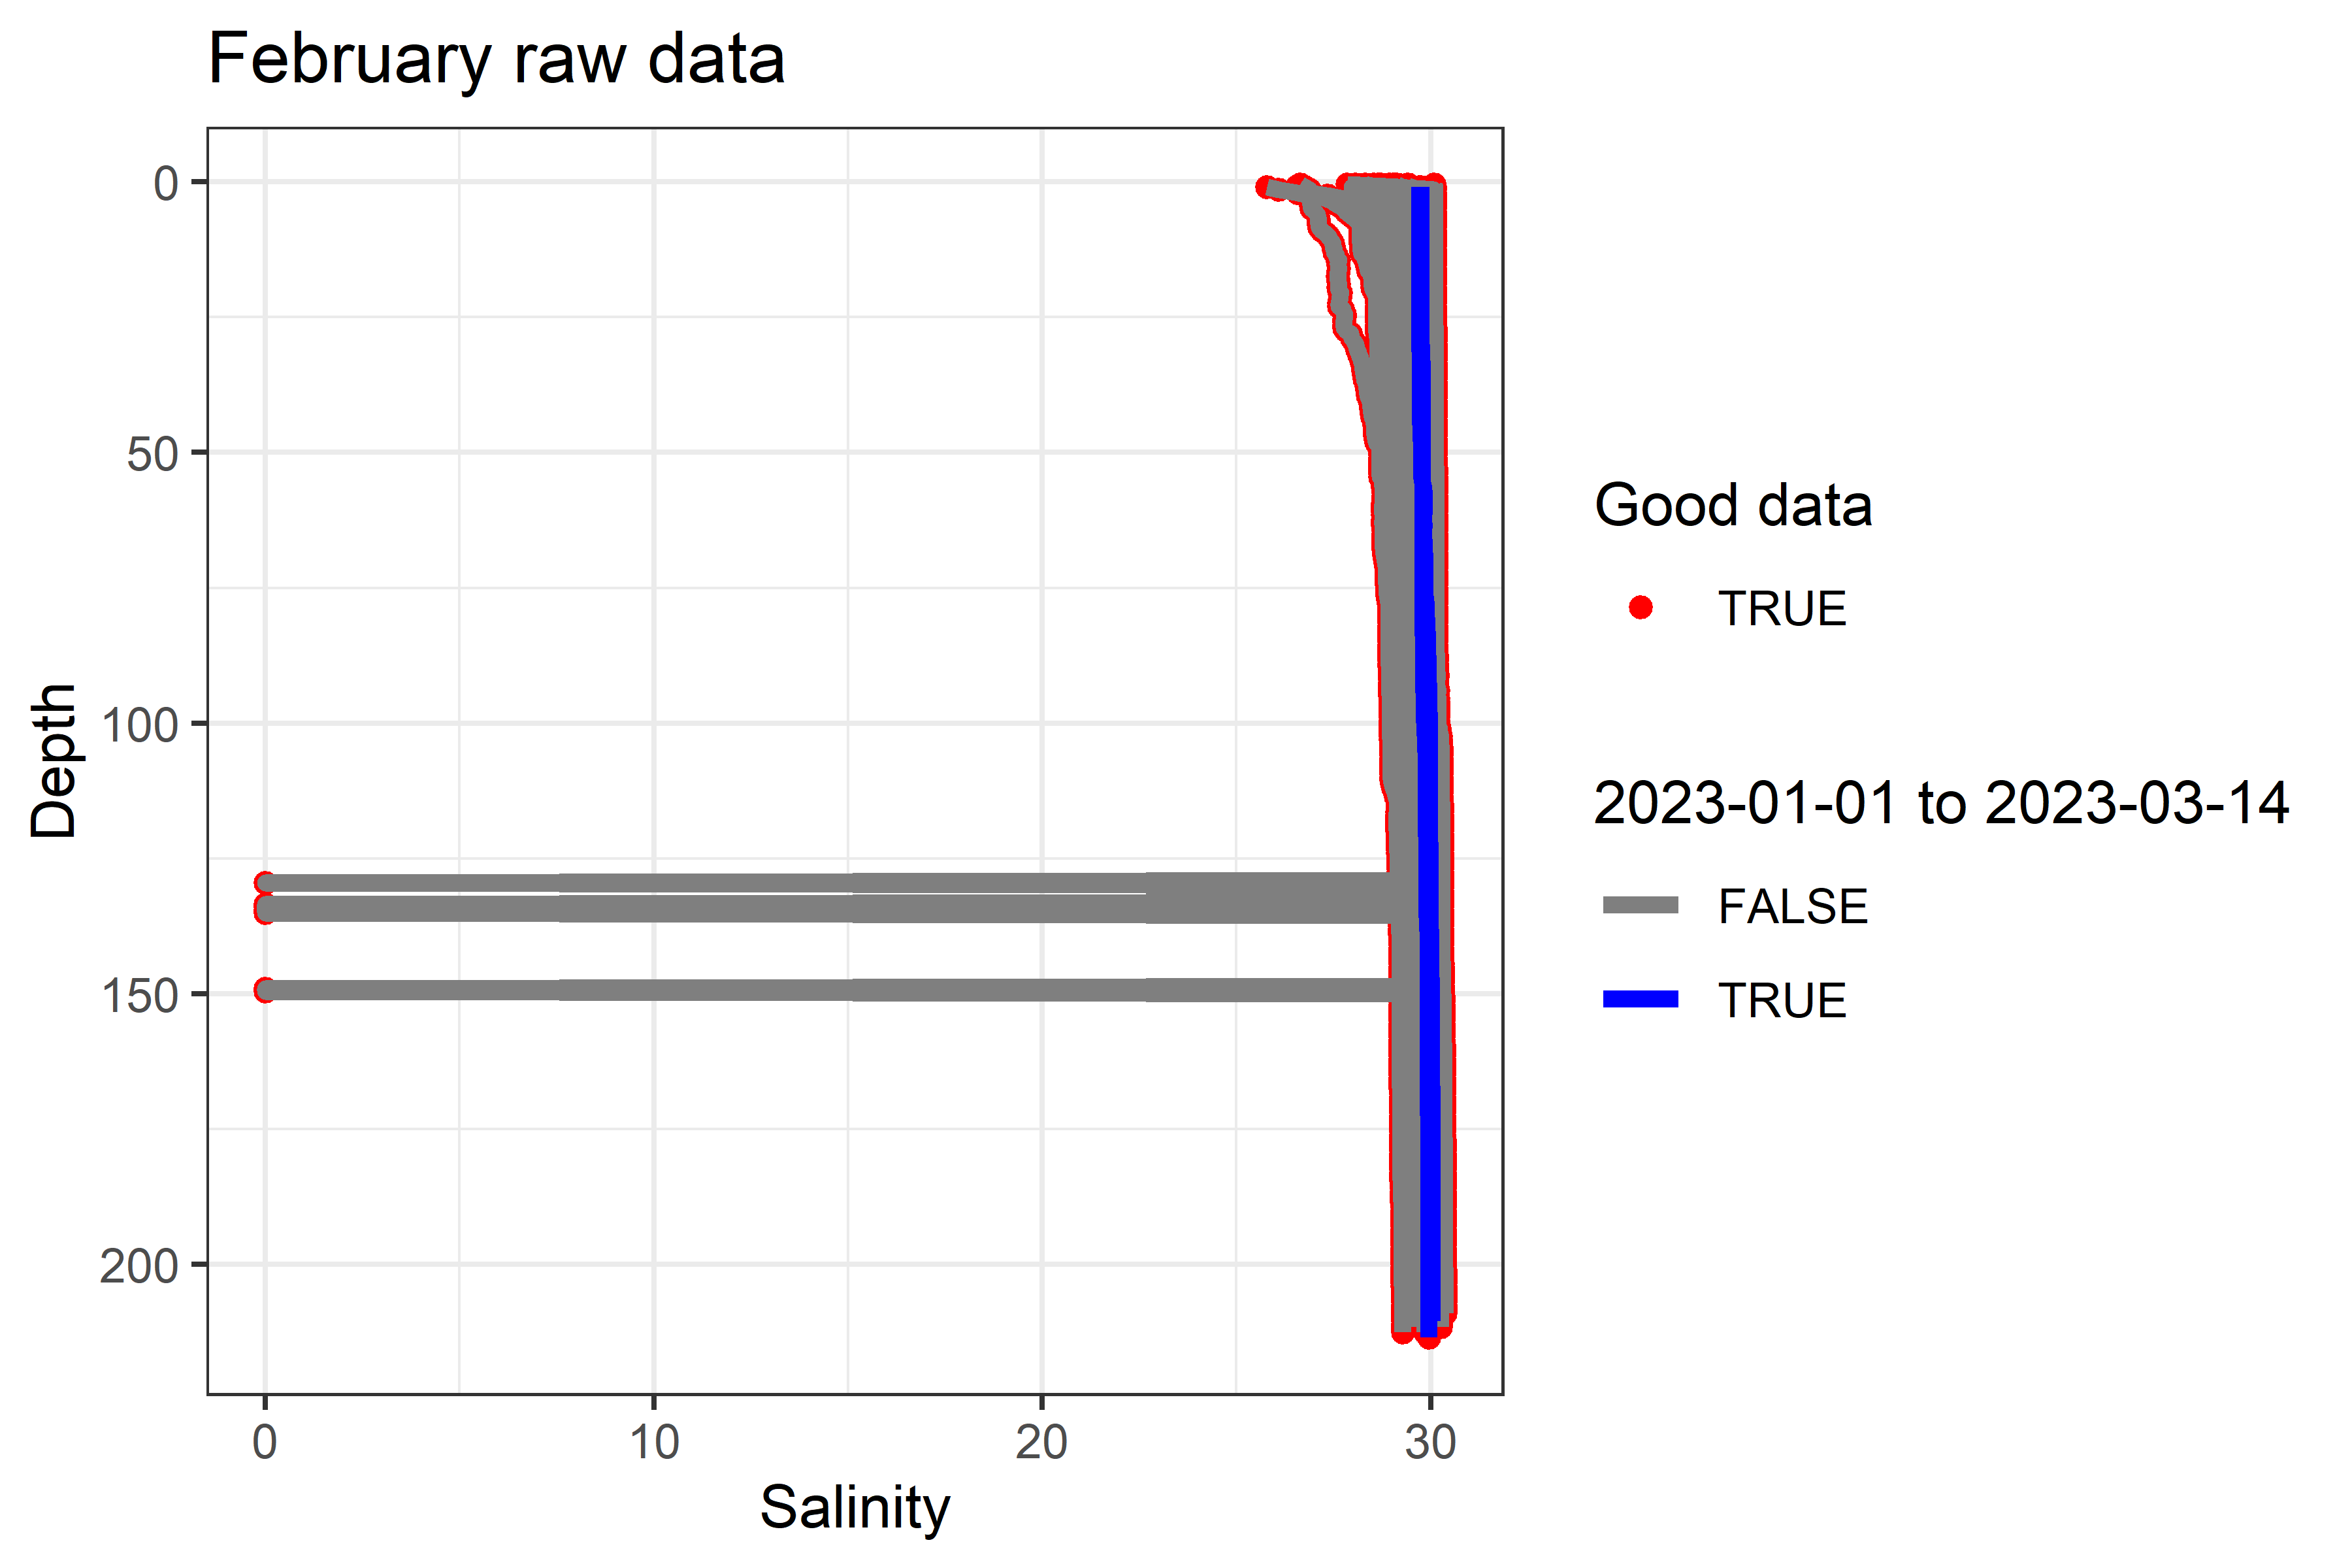 February raw data
0
50
100
150
200
Depth
0 10 20 30
Salinity
Good data
TRUE
2023-01-01 to 2023-03-14
FALSE
TRUE